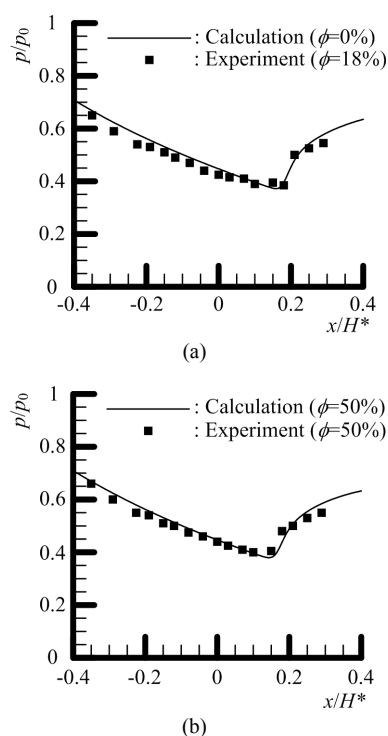 1
: Calculation (ϕ=0%)
: Experiment (ϕ=18%)
p/p0
0.8
0.6
0.4
0.2
0
-0.4 -0.2 0 0.2 0.4
x/H*
(a)
1
: Calculation (ϕ=50%)
: Experiment (ϕ=50%)
p/p0
0.8
0.6
0.4
0.2
0
-0.4 -0.2 0 0.2 0.4
x/H*
(b)